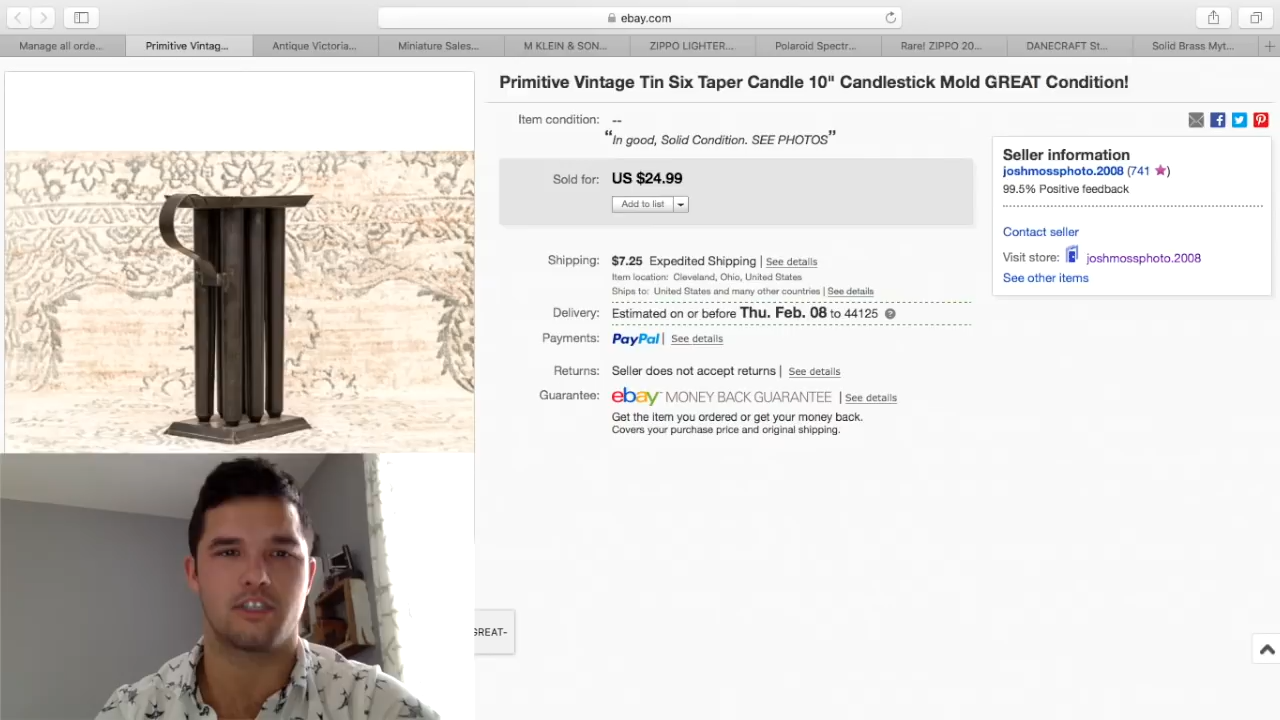 ebay.com
Manage all orde...
Primitive Vintag...
Antique Victoria...
Miniature Sales...
M KLEIN & SON...
ZIPPO LIGHTER...
Polaroid Spectr...
Rare! ZIPPO 20...
DANECRAFT St...
Solid Brass Myt...
Primitive Vintage Tin Six Taper Candle 10" Candlestick Mold GREAT Condition!
Item condition: --
“In good, Solid Condition. SEE PHOTOS”
Sold for: US $24.99
Add to list
Shipping: $7.25 Expedited Shipping | See details
Item location: Cleveland, Ohio, United States
Ships to: United States and many other countries | See details
Delivery: Estimated on or before Thu. Feb. 08 to 44125
Payments: PayPal | See details
Returns: Seller does not accept returns | See details
Guarantee: ebay MONEY BACK GUARANTEE | See details
Get the item you ordered or get your money back.
Covers your purchase price and original shipping.
Seller information
joshmossphoto.2008 (741 ★)
99.5% Positive feedback
Contact seller
Visit store: joshmossphoto.2008
See other items
GREAT-